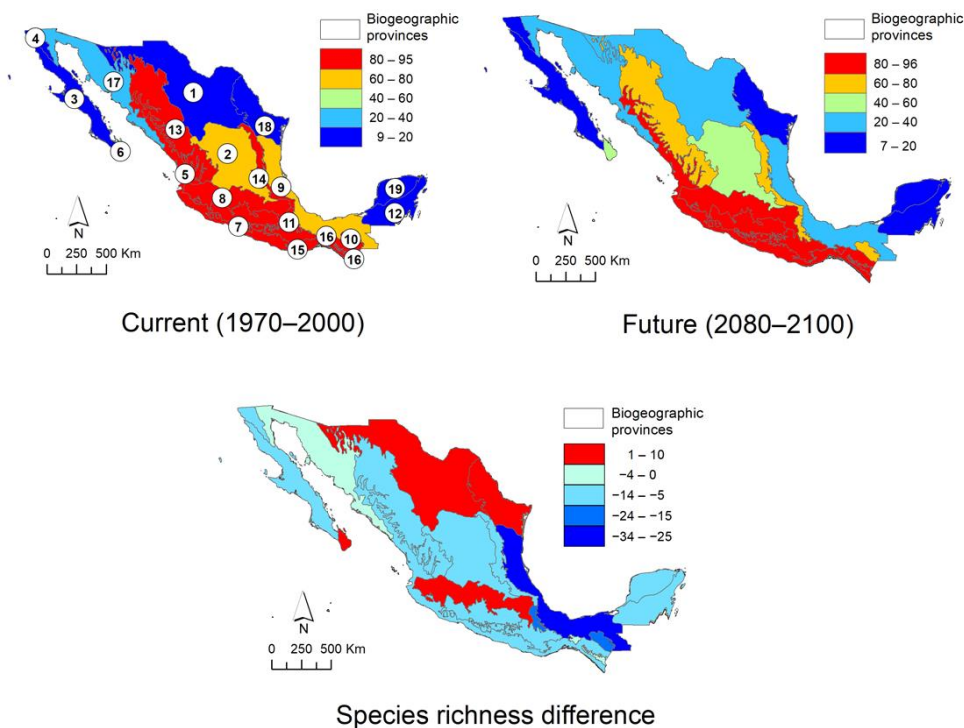 Biogeographic
provinces
80 – 95
60 – 80
40 – 60
20 – 40
9 – 20
4
17
1
3
18
13
6
2
5
14
9
19
8
12
7
11
16
10
15
16
N
0 250 500 Km
Current (1970–2000)
Biogeographic
provinces
80 – 96
60 – 80
40 – 60
20 – 40
7 – 20
N
0 250 500 Km
Future (2080–2100)
Biogeographic
provinces
1 – 10
−4 – 0
−14 – −5
−24 – −15
−34 – −25
N
0 250 500 Km
Species richness difference